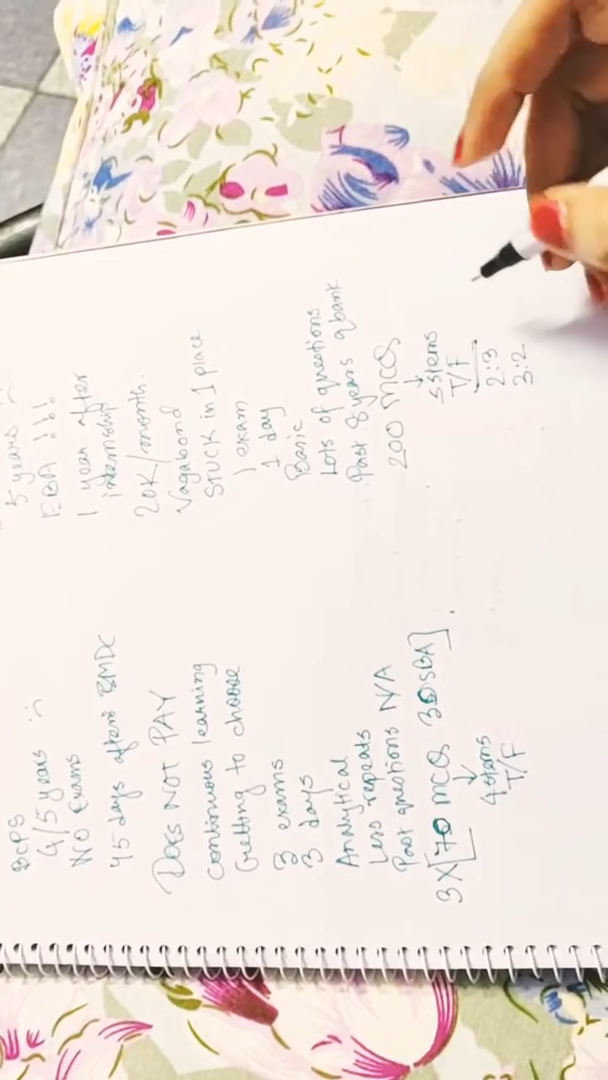 BCPS
4/5 years :(
NO Exams
45 days after BMDC
DOES NOT PAY
Continuous learning
Getting to choose
3 exams
3 days
Analytical
Less repeats
Past questions N/A
3 X [70 MCQ 30 SBA]
↓
4 stems
T/F
5 years
EBA !!!
1 year after
internship
20K/month.
Vagabond
STUCK in 1 place
1 exam
1 day
Basic
Lots of questions
Past 8 years q bank
200 MCQ
↓
5 stems
T/F
2:3
3:2